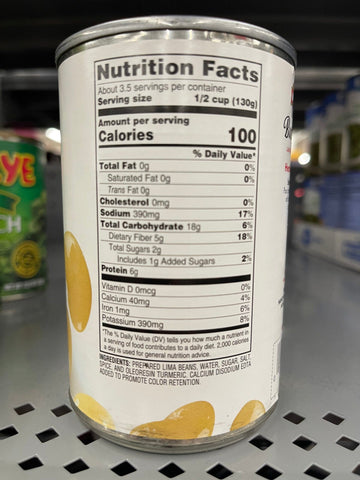 Nutrition Facts
About 3.5 servings per container
Serving size 1/2 cup (130g)
Amount per serving
Calories 100
% Daily Value*
Total Fat 0g 0%
Saturated Fat 0g 0%
Trans Fat 0g
Cholesterol 0mg 0%
Sodium 390mg 17%
Total Carbohydrate 18g 6%
Dietary Fiber 5g 18%
Total Sugars 2g
Includes 1g Added Sugars 2%
Protein 6g
Vitamin D 0mcg 0%
Calcium 40mg 4%
Iron 1mg 6%
Potassium 390mg 8%
*The % Daily Value (DV) tells you how much a nutrient in
a serving of food contributes to a daily diet. 2,000 calories
a day is used for general nutrition advice.
INGREDIENTS: PREPARED LIMA BEANS, WATER, SUGAR, SALT,
SPICE, AND OLEORESIN TURMERIC. CALCIUM DISODIUM EDTA
ADDED TO PROMOTE COLOR RETENTION.
YE
CH